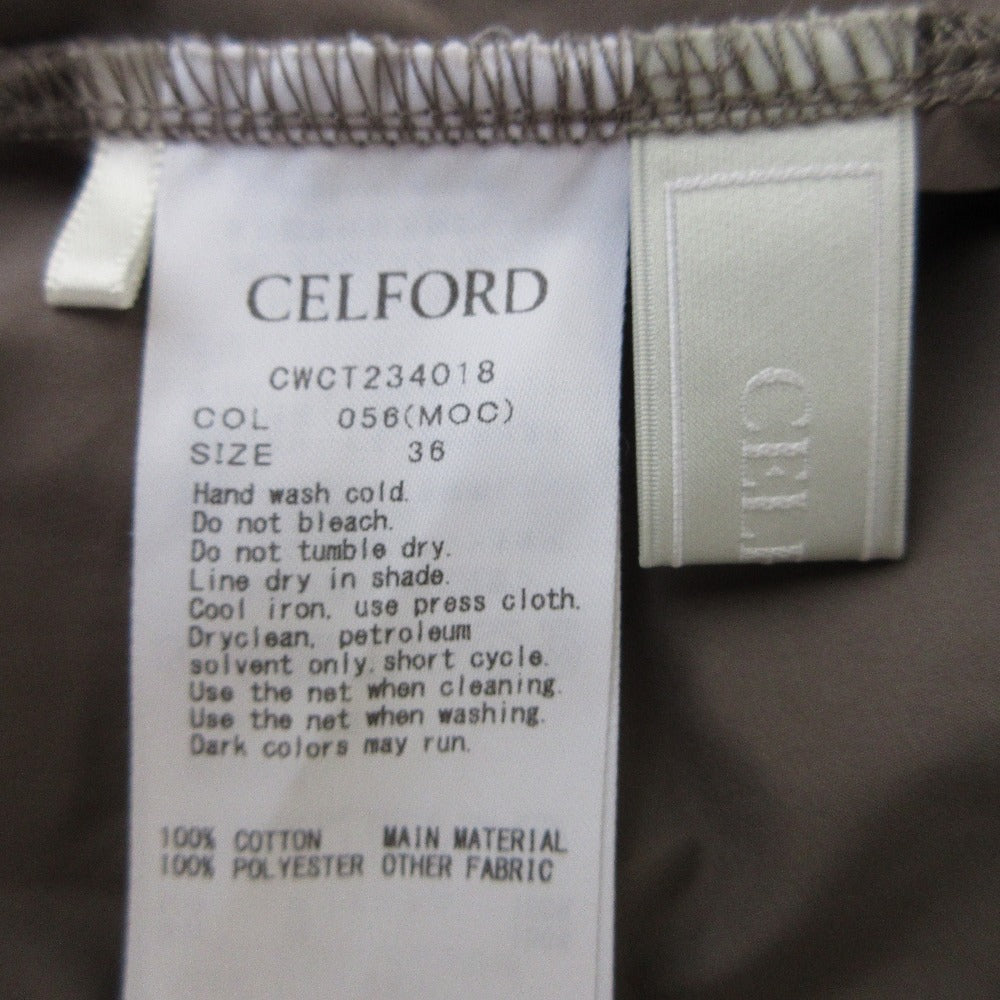 CELFORD
CWCT234018
COL 056(MOC)
SIZE 36
Hand wash cold.
Do not bleach.
Do not tumble dry.
Line dry in shade.
Cool iron, use press cloth.
Dryclean, petroleum
solvent only, short cycle.
Use the net when cleaning.
Use the net when washing.
Dark colors may run.
100% COTTON MAIN MATERIAL
100% POLYESTER OTHER FABRIC